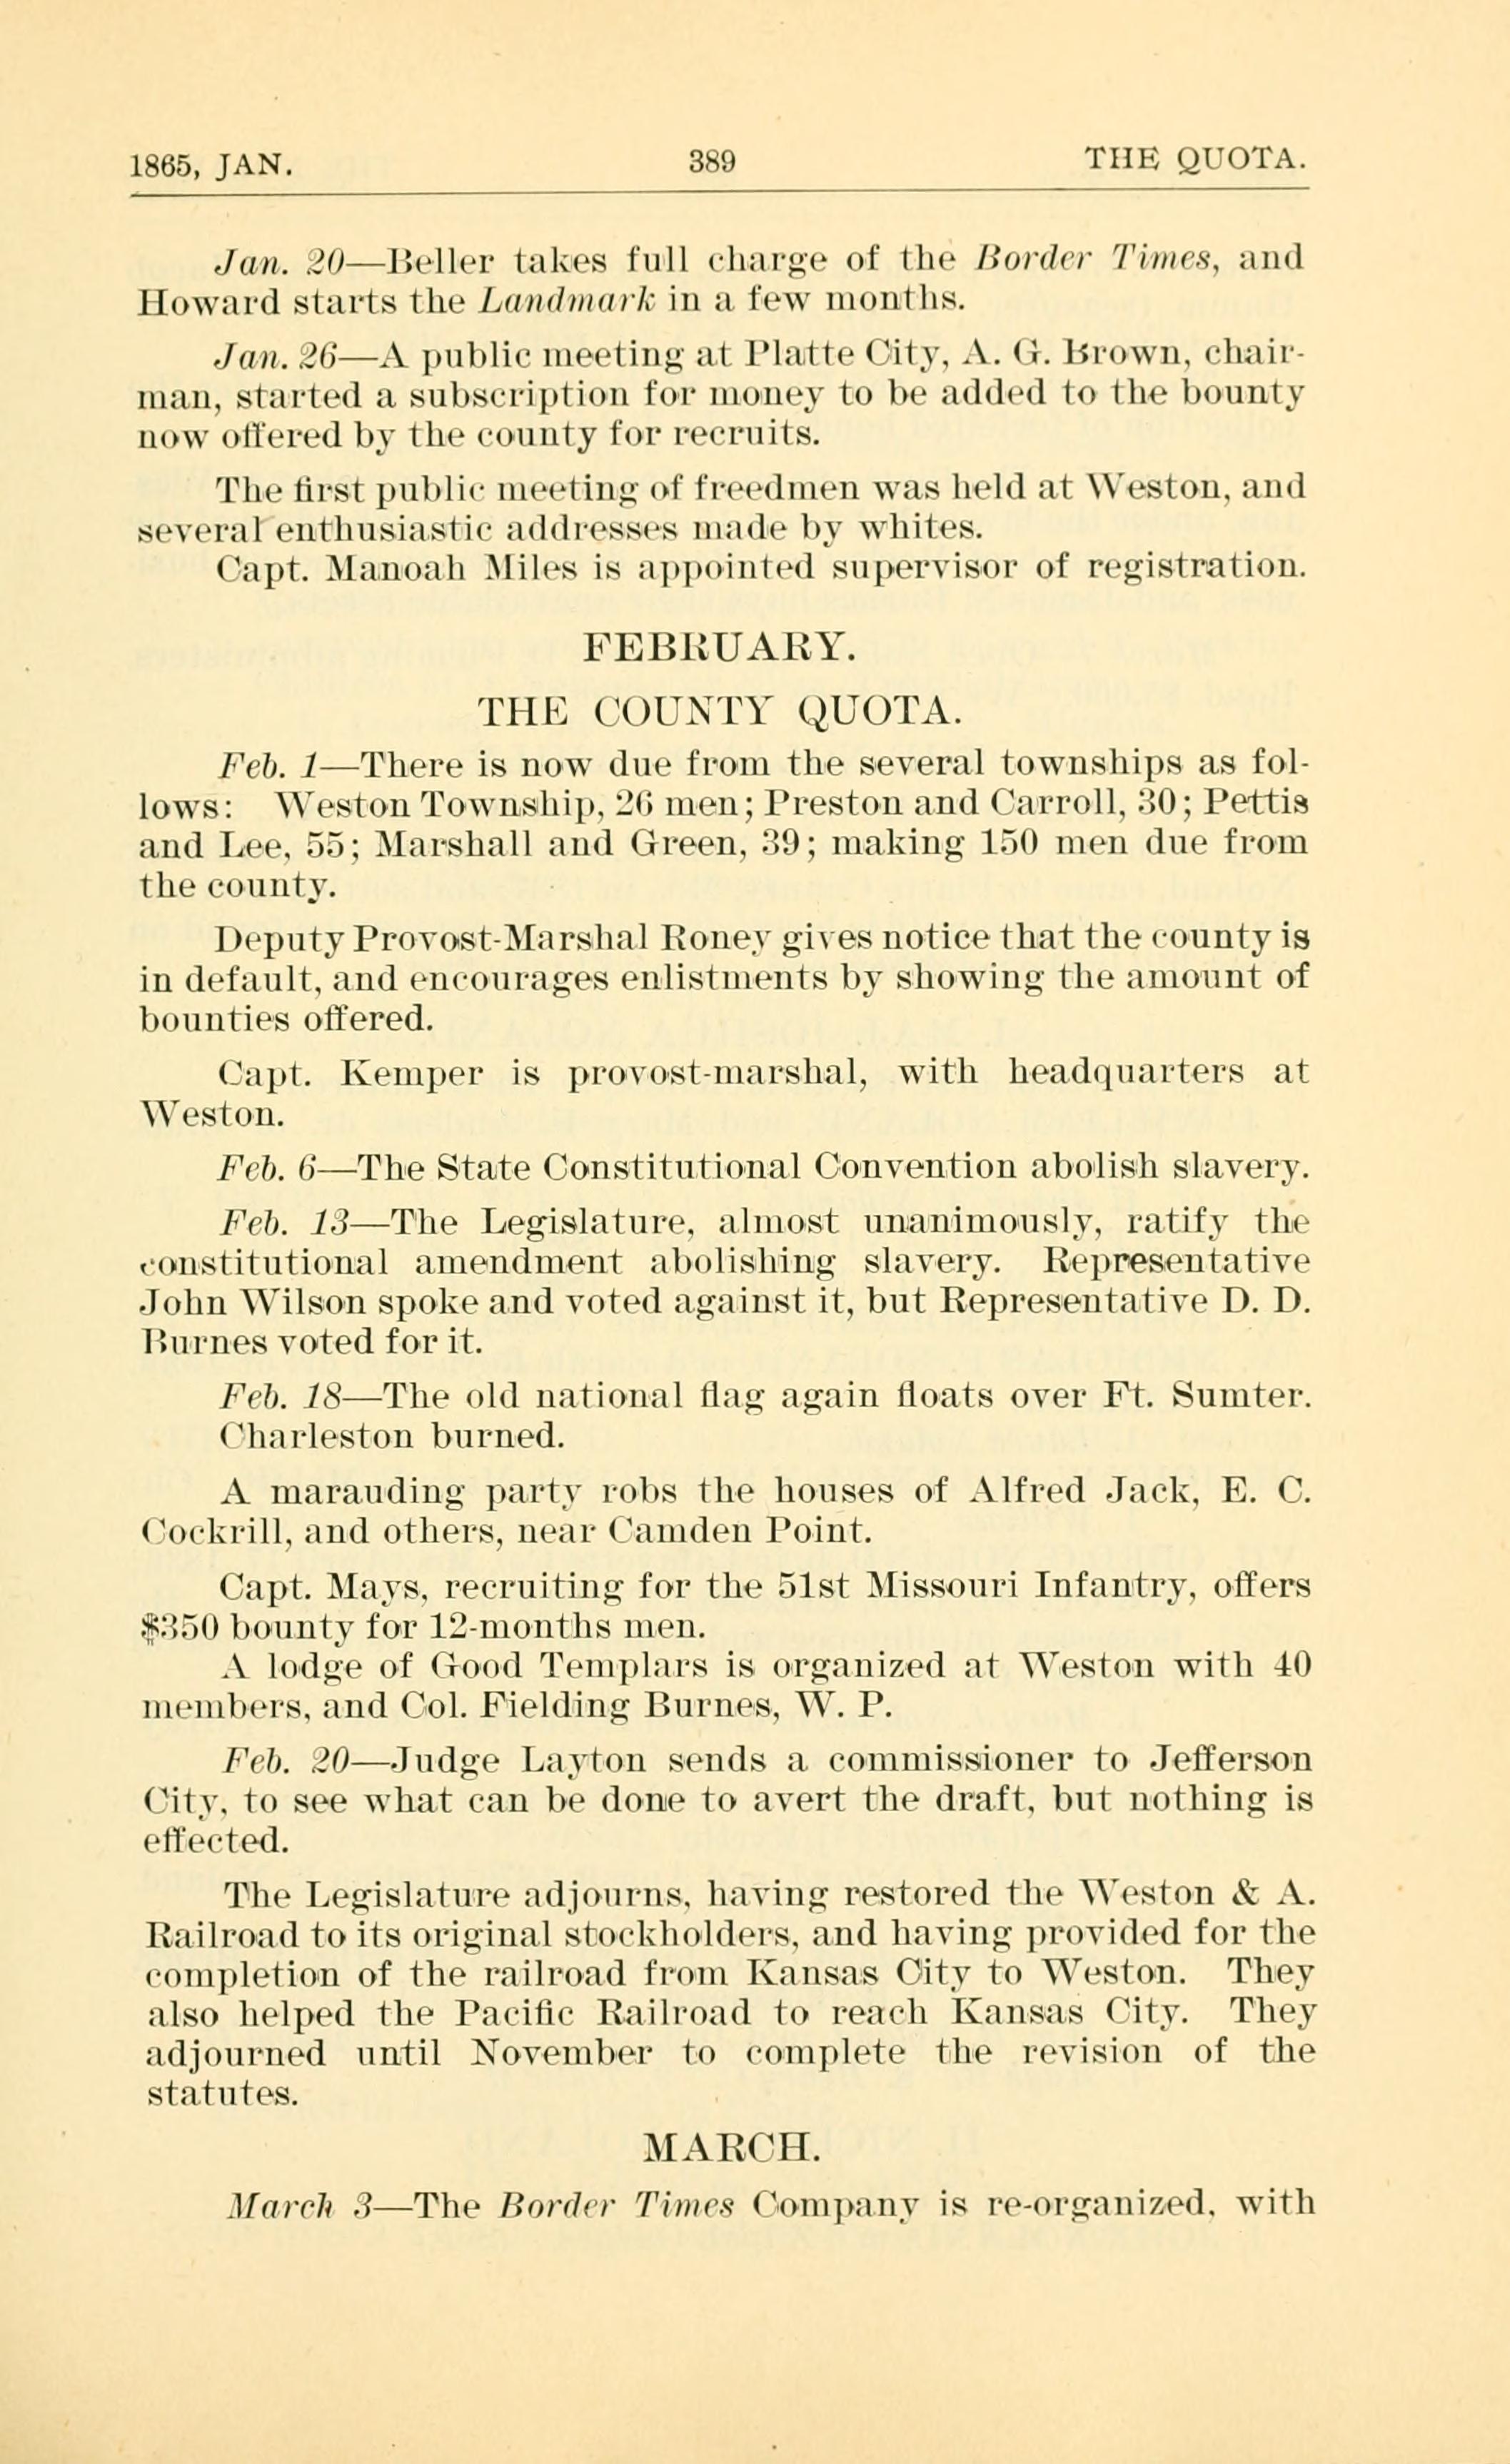 1865, JAN. 389 THE QUOTA.
Jan. 20—Beller takes full charge of the Border Times, and
Howard starts the Landmark in a few months.
Jan. 26—A public meeting at Platte City, A. G. Brown, chair-
man, started a subscription for money to be added to the bounty
now offered by the county for recruits.
The first public meeting of freedmen was held at Weston, and
several enthusiastic addresses made by whites.
Capt. Manoah Miles is appointed supervisor of registration.
FEBRUARY.
THE COUNTY QUOTA.
Feb. 1—There is now due from the several townships as fol-
lows: Weston Township, 26 men; Preston and Carroll, 30; Pettis
and Lee, 55; Marshall and Green, 39; making 150 men due from
the county.
Deputy Provost-Marshal Roney gives notice that the county is
in default, and encourages enlistments by showing the amount of
bounties offered.
Capt. Kemper is provost-marshal, with headquarters at
Weston.
Feb. 6—The State Constitutional Convention abolish slavery.
Feb. 13—The Legislature, almost unanimously, ratify the
constitutional amendment abolishing slavery. Representative
John Wilson spoke and voted against it, but Representative D. D.
Burnes voted for it.
Feb. 18—The old national flag again floats over Ft. Sumter.
Charleston burned.
A marauding party robs the houses of Alfred Jack, E. C.
Cockrill, and others, near Camden Point.
Capt. Mays, recruiting for the 51st Missouri Infantry, offers
$350 bounty for 12-months men.
A lodge of Good Templars is organized at Weston with 40
members, and Col. Fielding Burnes, W. P.
Feb. 20—Judge Layton sends a commissioner to Jefferson
City, to see what can be done to avert the draft, but nothing is
effected.
The Legislature adjourns, having restored the Weston & A.
Railroad to its original stockholders, and having provided for the
completion of the railroad from Kansas City to Weston. They
also helped the Pacific Railroad to reach Kansas City. They
adjourned until November to complete the revision of the
statutes.
MARCH.
March 3—The Border Times Company is re-organized, with